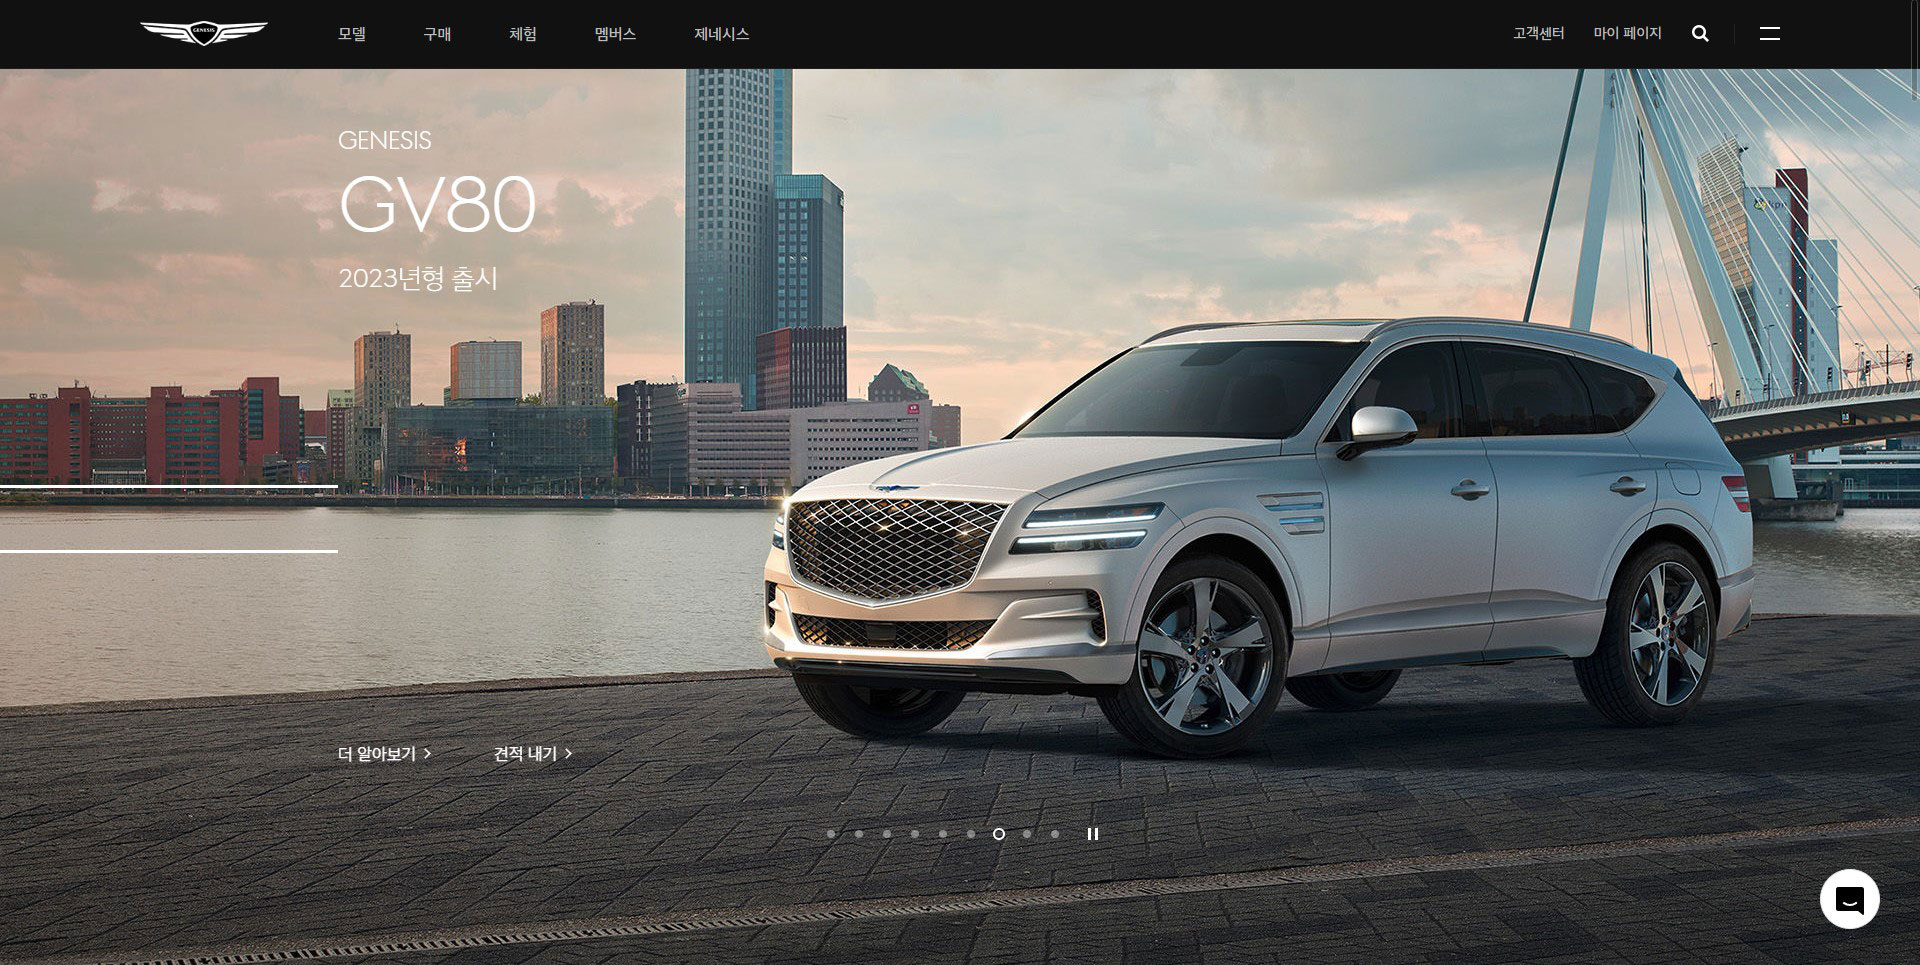 GENESIS
모델
구매
체험
멤버스
제네시스
고객센터
마이 페이지
GENESIS
GV80
2023년형 출시
더 알아보기
견적 내기